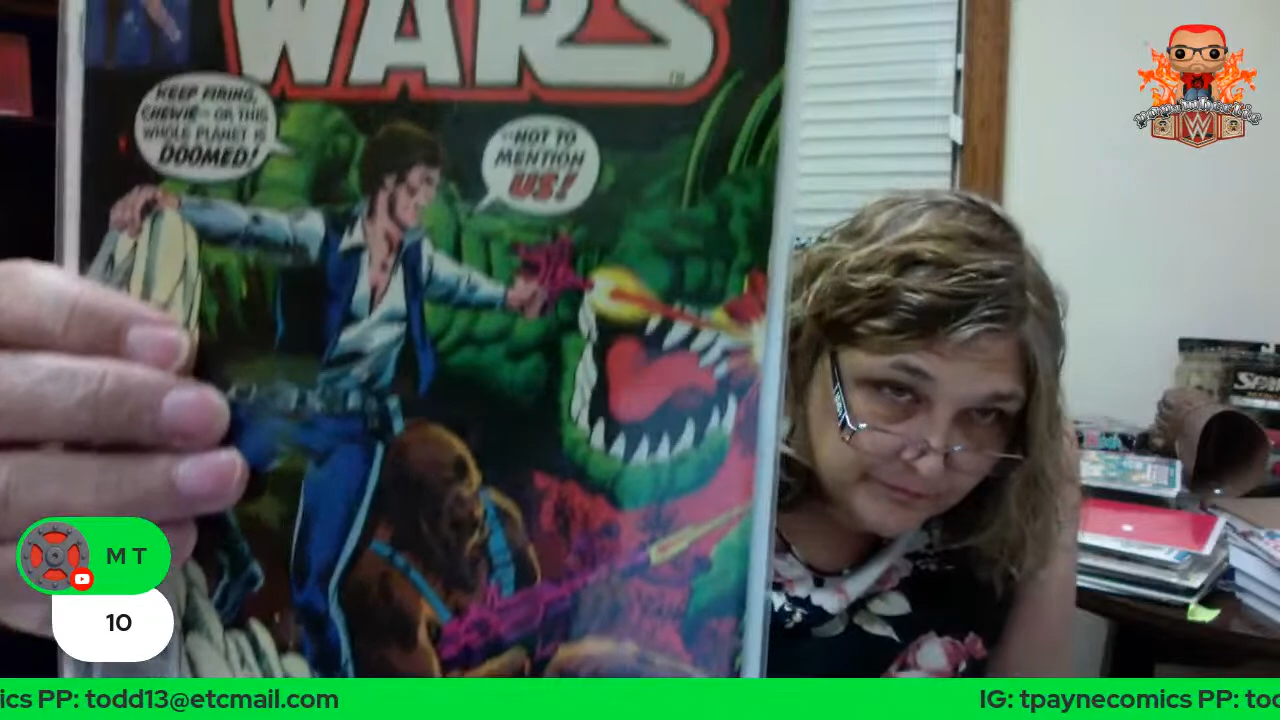 WARS
TM
KEEP FIRING,
CHEWIE-- OR THIS
WHOLE PLANET IS
DOOMED!
--NOT TO
MENTION
US!
W
M T
10
ics PP: todd13@etcmail.com
IG: tpaynecomics PP: tod